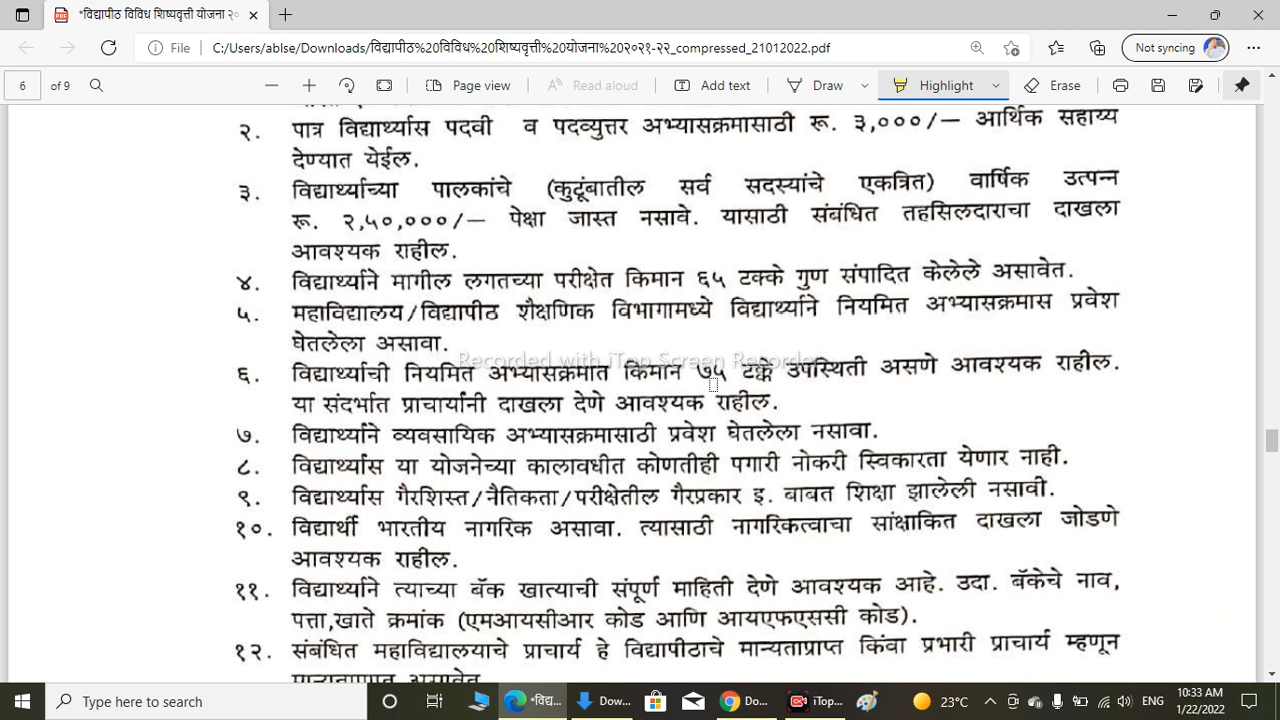 *विद्यापीठ विविध शिष्यवृत्ती योजना २०
File C:/Users/ablse/Downloads/विद्यापीठ%20विविध%20शिष्यवृत्ती%20योजना%20२०२१-२२_compressed_21012022.pdf Not syncing
6 of 9 Page view Read aloud Add text Draw Highlight Erase
२. पात्र विद्यार्थ्यास पदवी व पदव्युत्तर अभ्यासक्रमासाठी रू. ३,०००/— आर्थिक सहाय्य
देण्यात येईल.
३. विद्यार्थ्याच्या पालकांचे (कुटूंबातील सर्व सदस्यांचे एकत्रित) वार्षिक उत्पन्न
रू. २,५०,०००/— पेक्षा जास्त नसावे. यासाठी संबंधित तहसिलदाराचा दाखला
आवश्यक राहील.
४. विद्यार्थ्याने मागील लगतच्या परीक्षेत किमान ६५ टक्के गुण संपादित केलेले असावेत.
५. महाविद्यालय/विद्यापीठ शैक्षणिक विभागामध्ये विद्यार्थ्याने नियमित अभ्यासक्रमास प्रवेश
घेतलेला असावा.
Recorded with iTop Screen Recorder
६. विद्यार्थ्याची नियमित अभ्यासक्रमात किमान ७५ टक्के उपस्थिती असणे आवश्यक राहील.
या संदर्भात प्राचार्यांनी दाखला देणे आवश्यक राहील.
७. विद्यार्थ्याने व्यवसायिक अभ्यासक्रमासाठी प्रवेश घेतलेला नसावा.
८. विद्यार्थ्यास या योजनेच्या कालावधीत कोणतीही पगारी नोकरी स्विकारता येणार नाही.
९. विद्यार्थ्यास गैरशिस्त/नैतिकता/परीक्षेतील गैरप्रकार इ. बाबत शिक्षा झालेली नसावी.
१०. विद्यार्थी भारतीय नागरिक असावा. त्यासाठी नागरिकत्वाचा सांक्षाकित दाखला जोडणे
आवश्यक राहील.
११. विद्यार्थ्याने त्याच्या बॅक खात्याची संपूर्ण माहिती देणे आवश्यक आहे. उदा. बॅकेचे नाव,
पत्ता,खाते क्रमांक (एमआयसीआर कोड आणि आयएफएससी कोड).
१२. संबंधित महाविद्यालयाचे प्राचार्य हे विद्यापीठाचे मान्यताप्राप्त किंवा प्रभारी प्राचार्य म्हणून
Type here to search *विद्य... Dow... Do... iTop... 23°C ENG 10:33 AM
1/22/2022